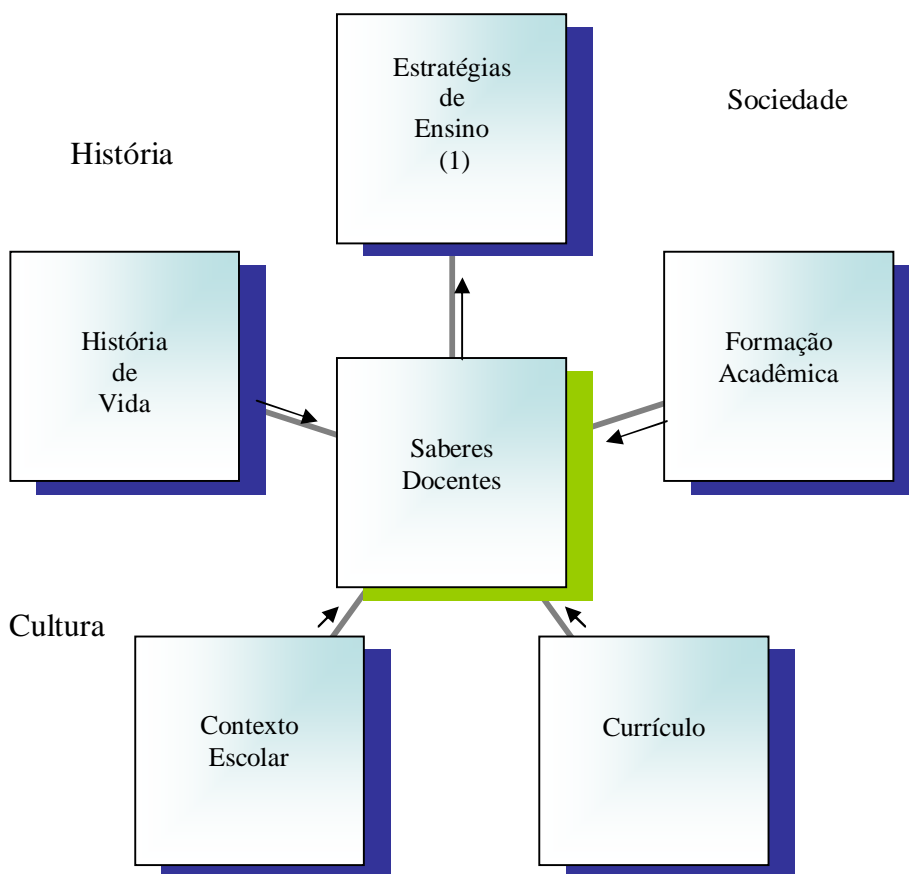 Estratégias
de
Ensino
(1)
Sociedade
História
História
de
Vida
Formação
Acadêmica
Saberes
Docentes
Cultura
Contexto
Escolar
Currículo